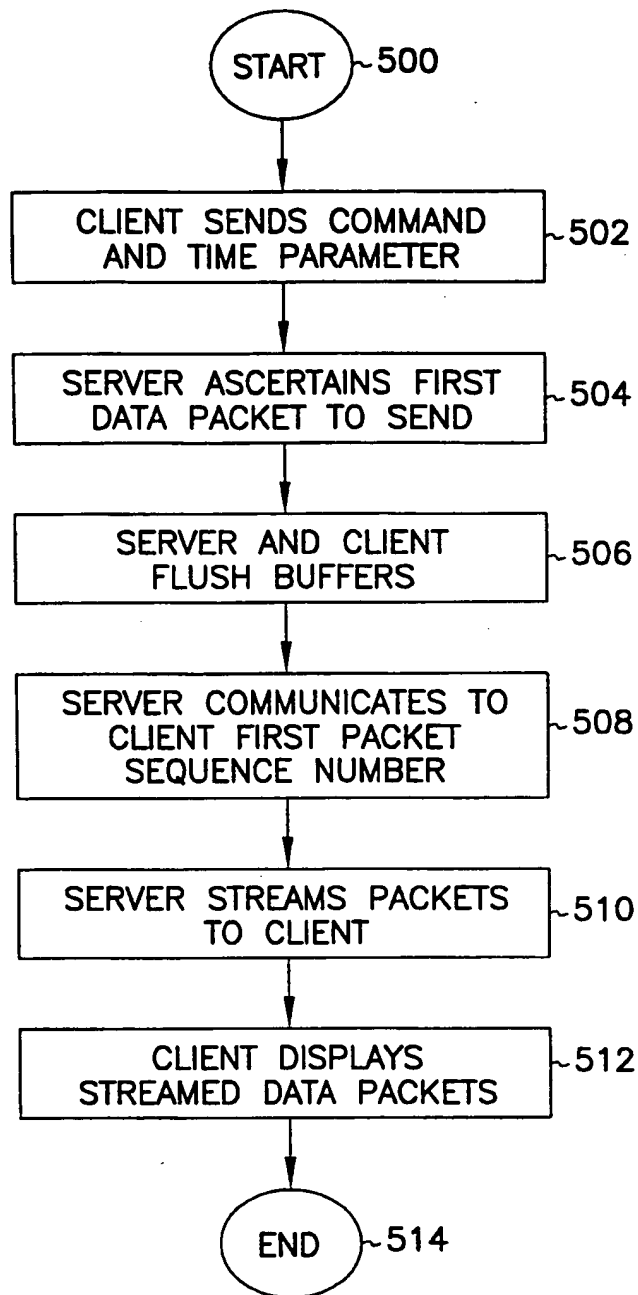 START 500
CLIENT SENDS COMMAND
AND TIME PARAMETER
502
SERVER ASCERTAINS FIRST
DATA PACKET TO SEND
504
SERVER AND CLIENT
FLUSH BUFFERS
506
SERVER COMMUNICATES TO
CLIENT FIRST PACKET
SEQUENCE NUMBER
508
SERVER STREAMS PACKETS
TO CLIENT
510
CLIENT DISPLAYS
STREAMED DATA PACKETS
512
END 514